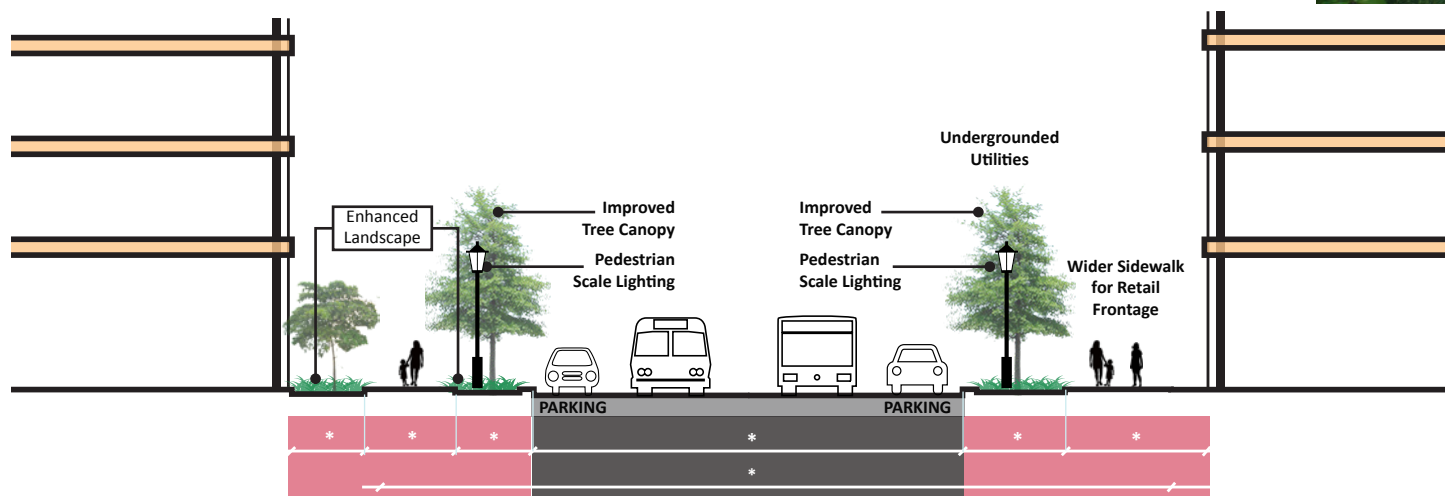 Undergrounded
Utilities
Enhanced
Landscape
Improved
Tree Canopy
Improved
Tree Canopy
Pedestrian
Scale Lighting
Pedestrian
Scale Lighting
Wider Sidewalk
for Retail
Frontage
PARKING
PARKING
* * * * * *
*